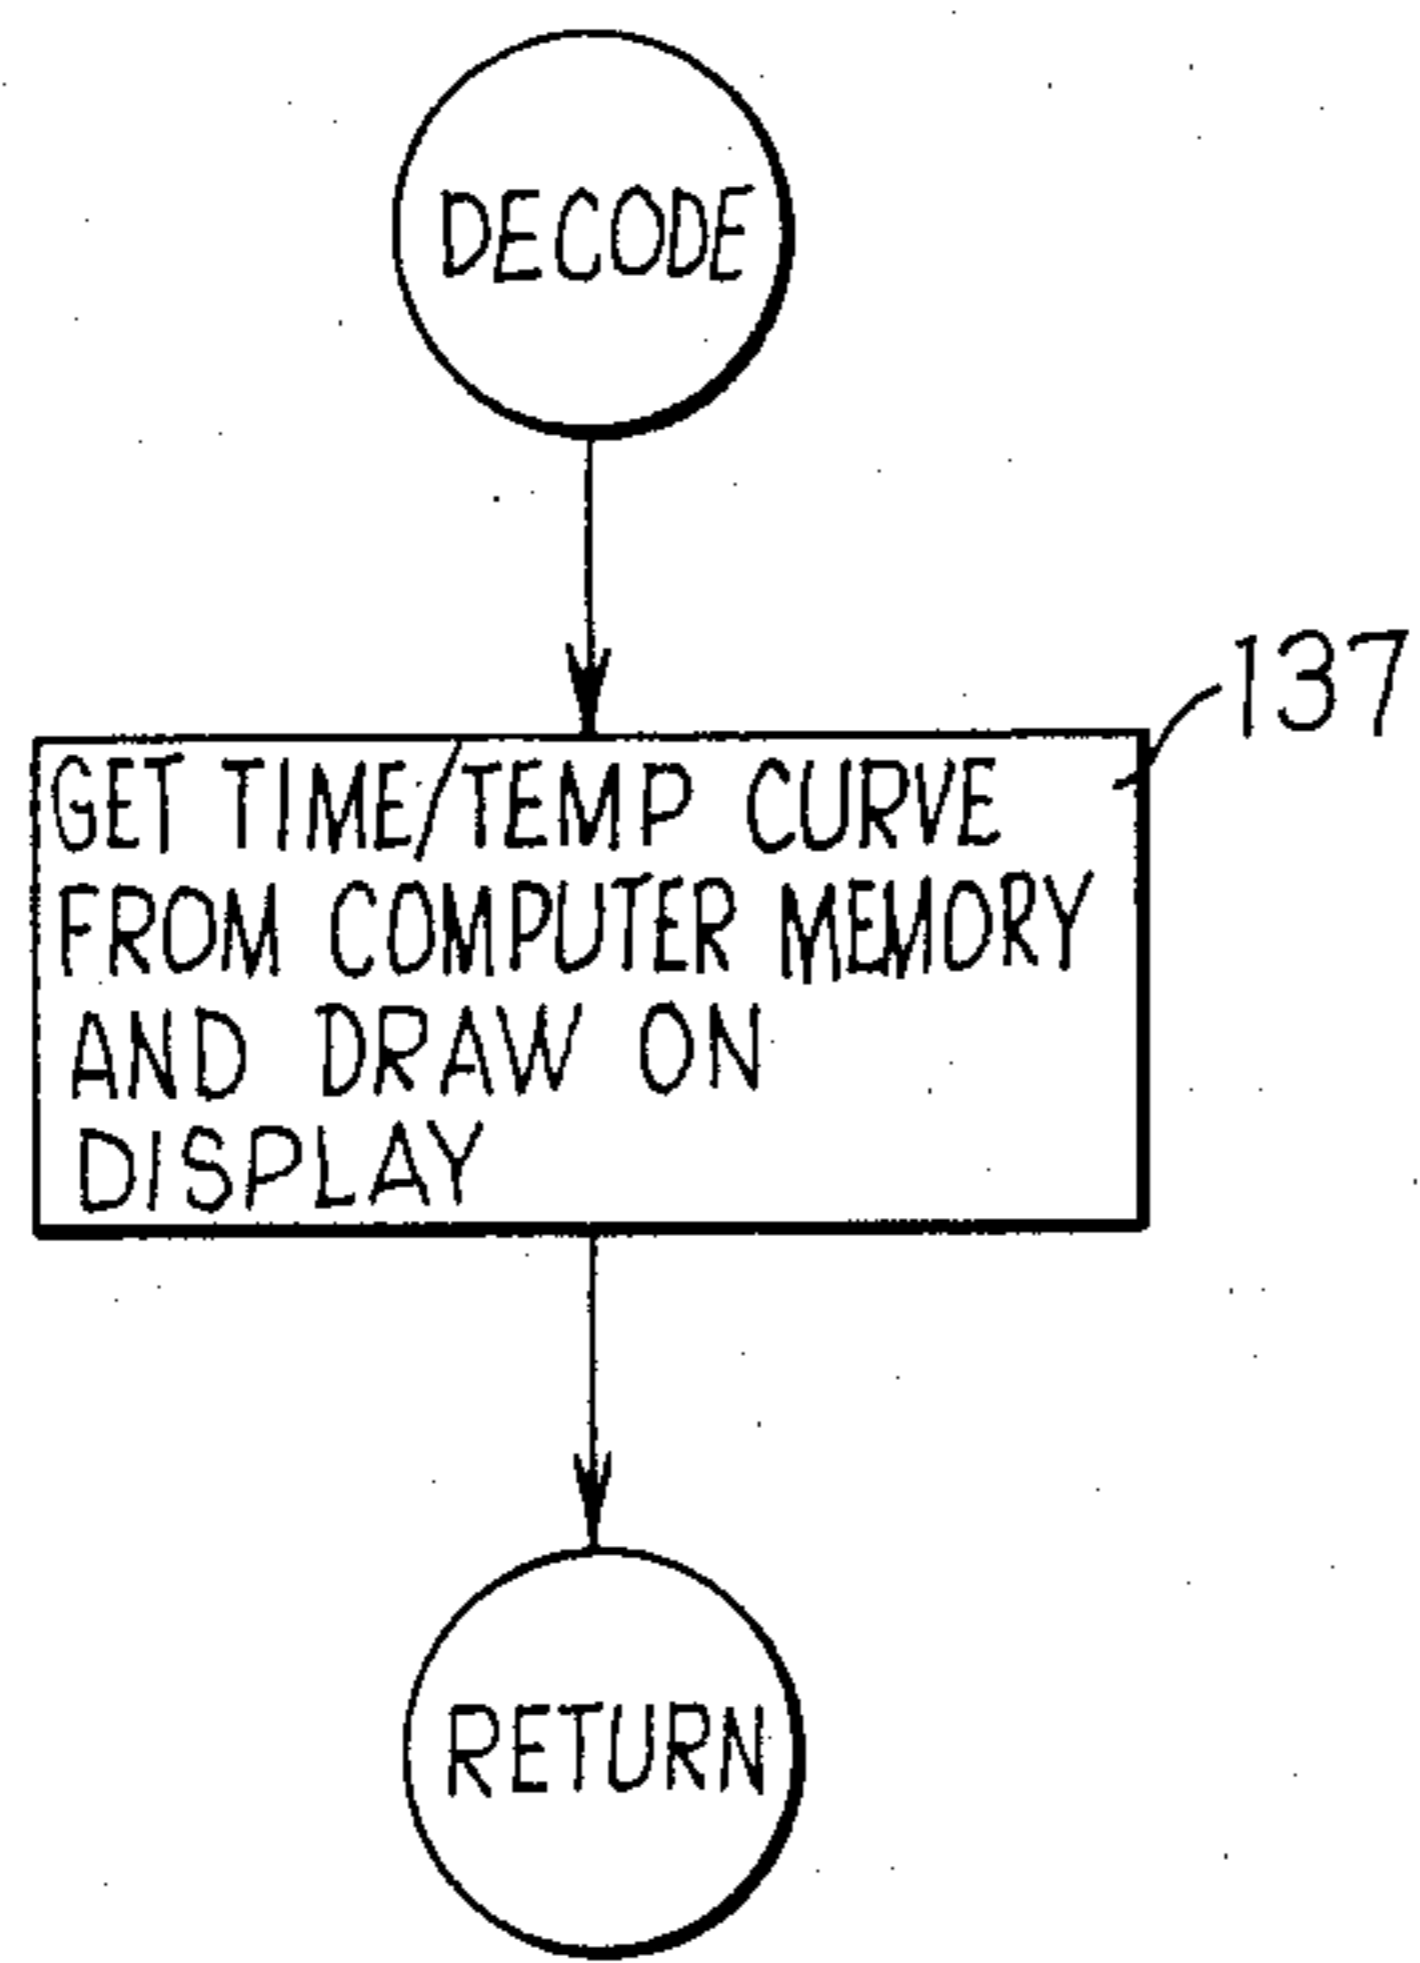 DECODE
137
GET TIME/TEMP CURVE
FROM COMPUTER MEMORY
AND DRAW ON
DISPLAY
RETURN